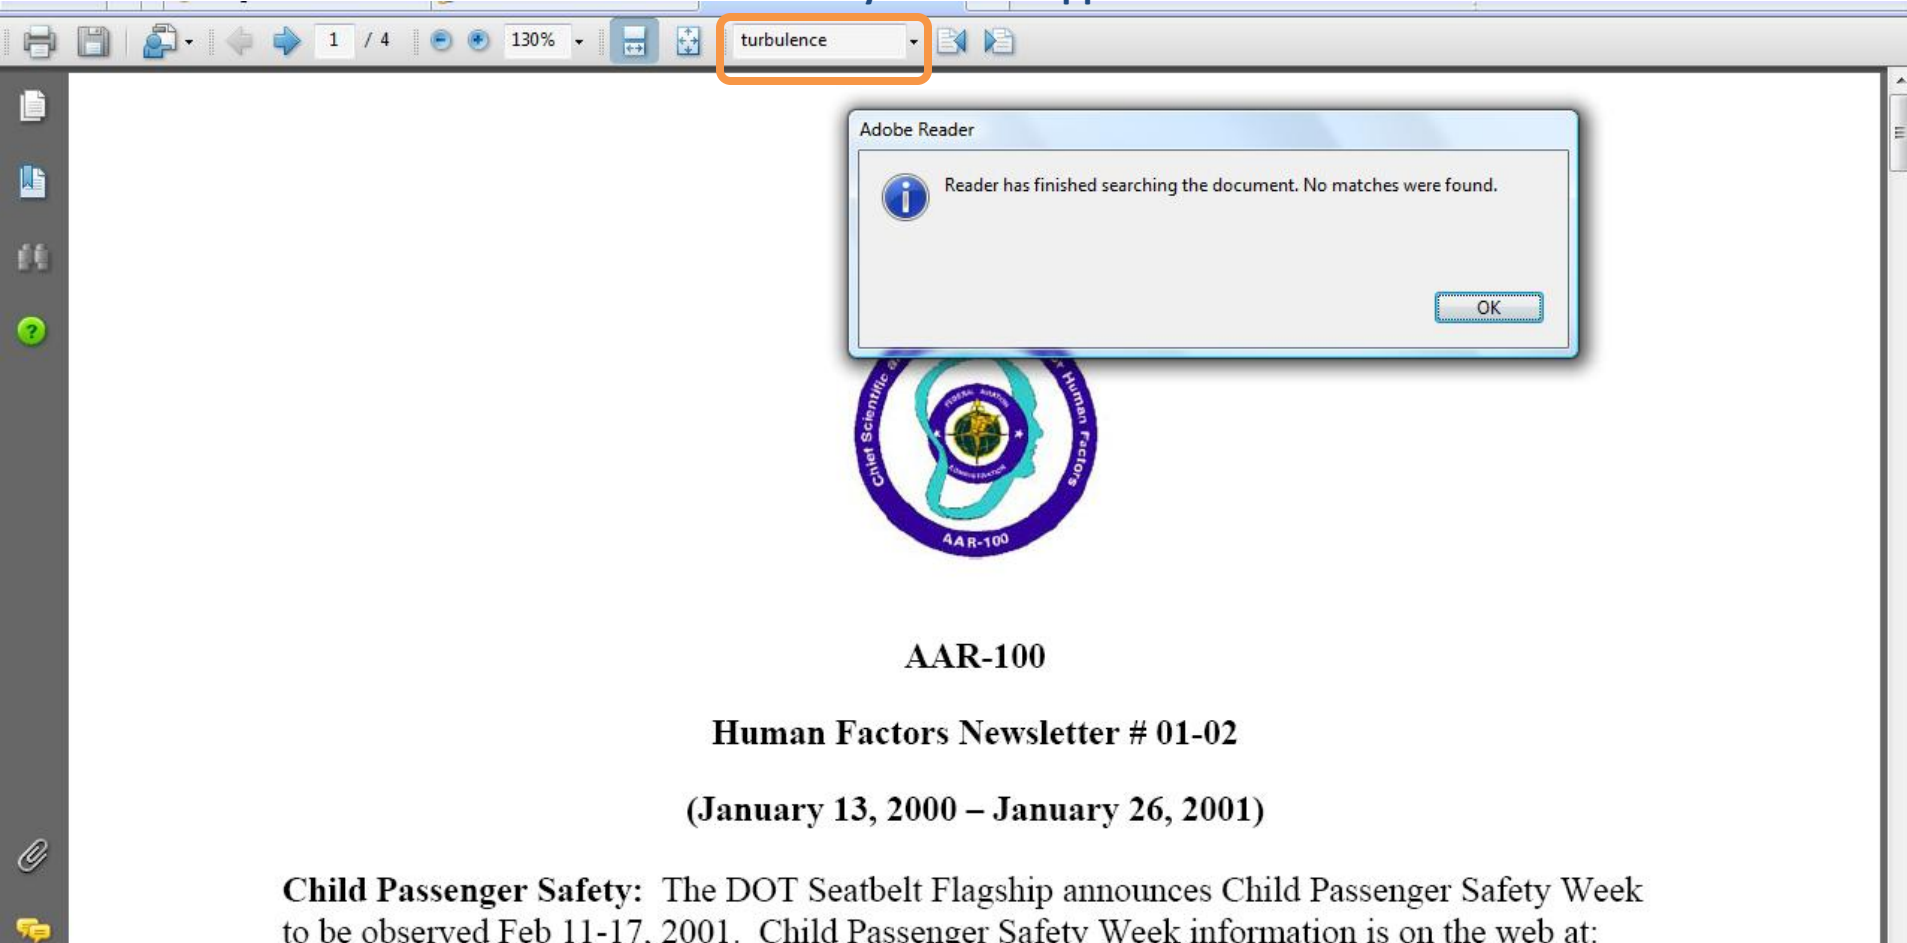 1 / 4 130% turbulence
Adobe Reader
Reader has finished searching the document. No matches were found.
OK
Chief Scientific
Human Factors
FEDERAL AVIATION
ADMINISTRATION
AAR-100
AAR-100
Human Factors Newsletter # 01-02
(January 13, 2000 – January 26, 2001)
Child Passenger Safety: The DOT Seatbelt Flagship announces Child Passenger Safety Week
to be observed Feb 11-17, 2001. Child Passenger Safety Week information is on the web at: